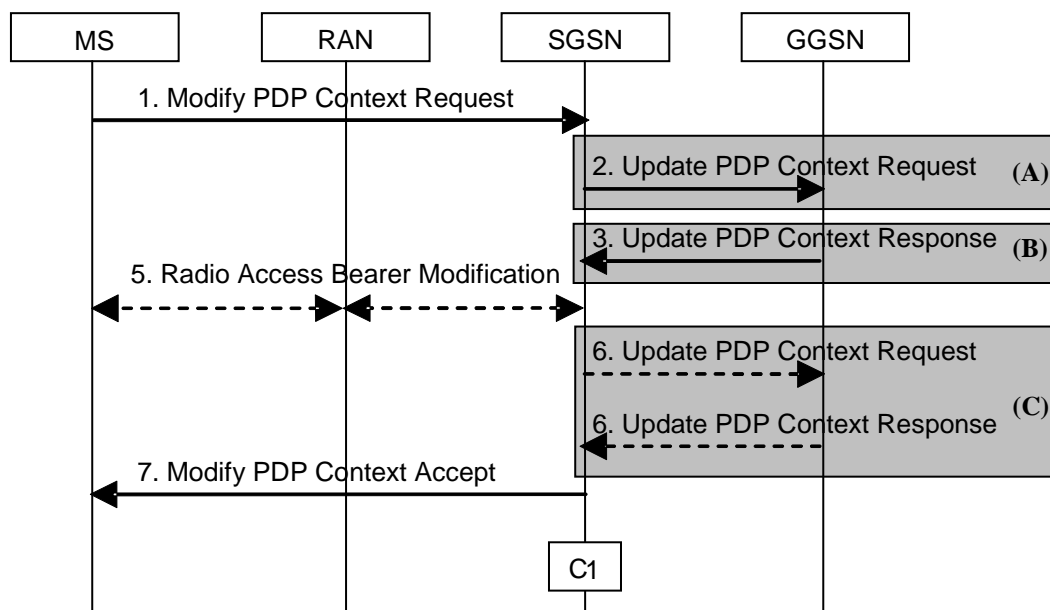 MS
RAN
SGSN
GGSN
1. Modify PDP Context Request
2. Update PDP Context Request
(A)
3. Update PDP Context Response
(B)
5. Radio Access Bearer Modification
6. Update PDP Context Request
(C)
6. Update PDP Context Response
7. Modify PDP Context Accept
C1